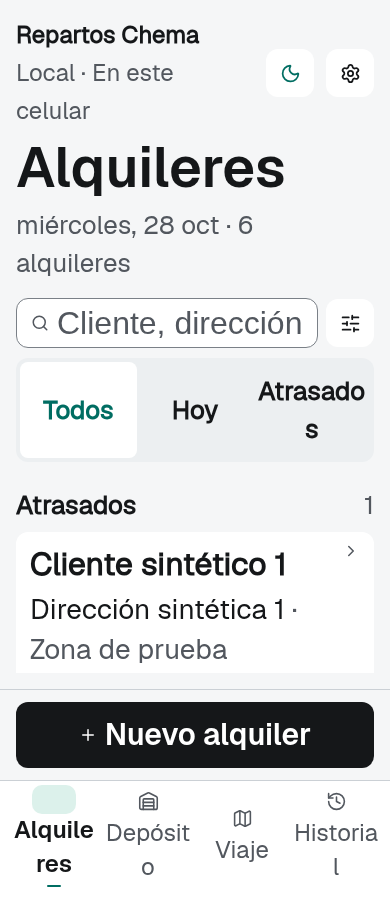 Repartos Chema
Local · En este
celular
Alquileres
miércoles, 28 oct · 6
alquileres
Cliente, dirección
Todos
Hoy
Atrasado
s
Atrasados
1
Cliente sintético 1
Dirección sintética 1 ·
Zona de prueba
+ Nuevo alquiler
Alquile
res
Depósit
o
Viaje
Historia
l